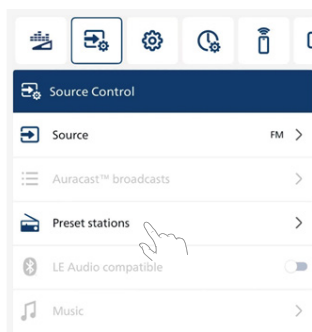 Source Control
Source FM
Auracast™ broadcasts
Preset stations
LE Audio compatible
Music